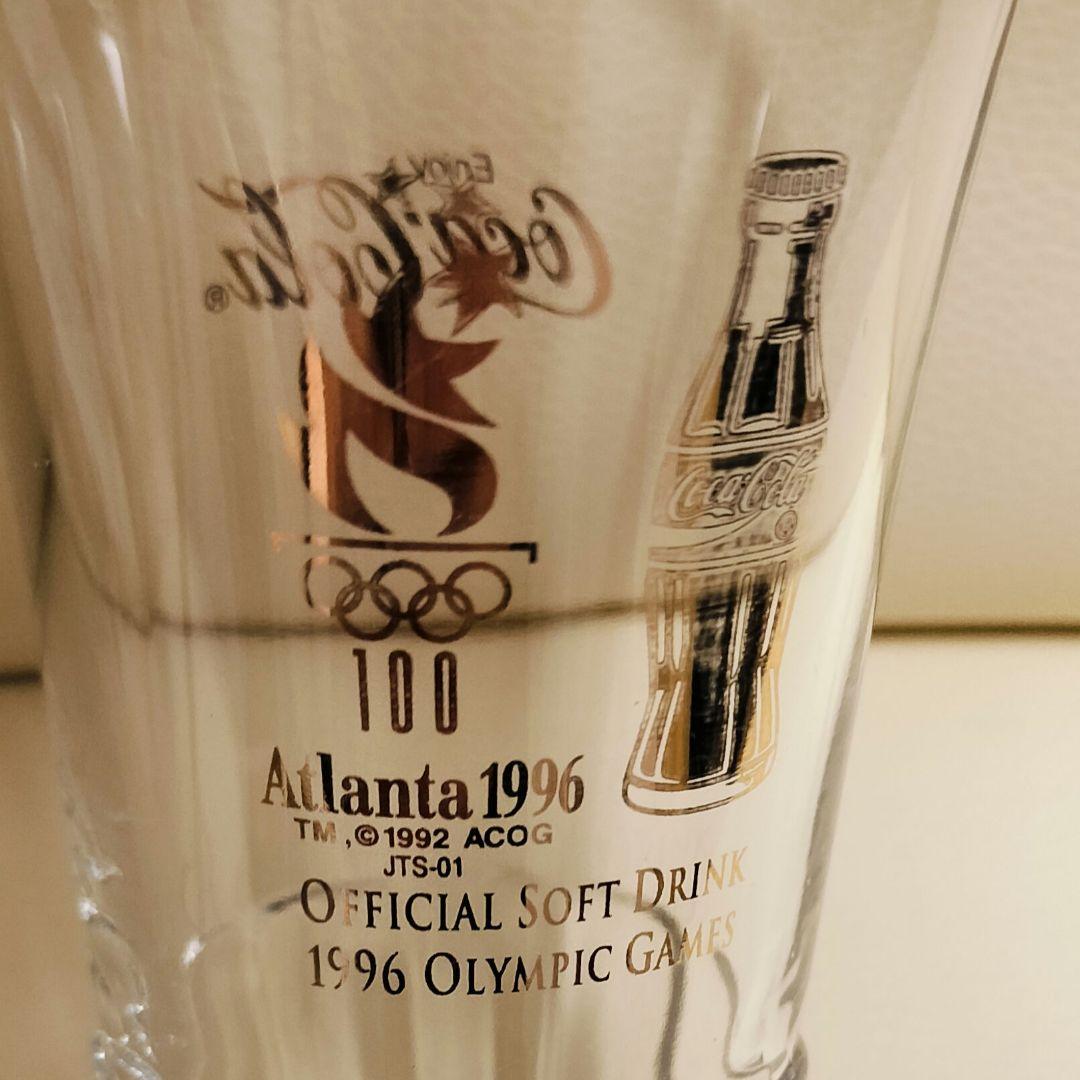 Enjoy
Coca-Cola
®
Coca-Cola
®
100
Atlanta 1996
TM , © 1992 ACOG
JTS-01
OFFICIAL SOFT DRINK
1996 OLYMPIC GAMES